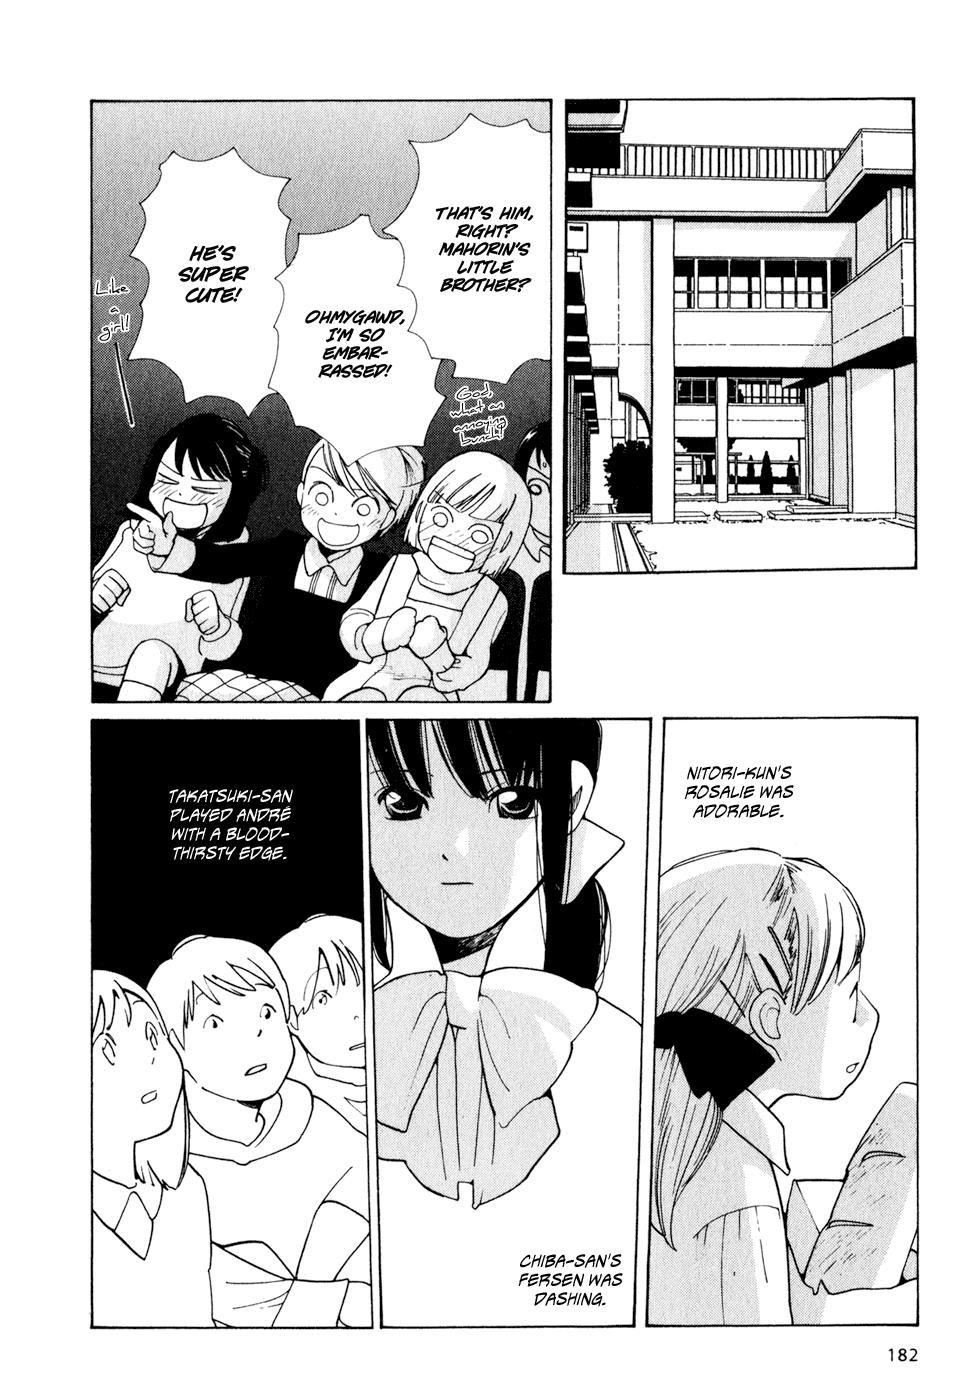 THAT'S HIM,
RIGHT?
MAHORIN'S
LITTLE
BROTHER?
OHMYGAWD,
I'M SO
EMBAR-
RASSED!
God,
what an
annoying
bunch!
HE'S
SUPER
CUTE!
Like
a
girl!
NITORI-KUN'S
ROSALIE WAS
ADORABLE.
CHIBA-SAN'S
FERSEN WAS
DASHING.
TAKATSUKI-SAN
PLAYED ANDRÉ
WITH A BLOOD-
THIRSTY EDGE.
182